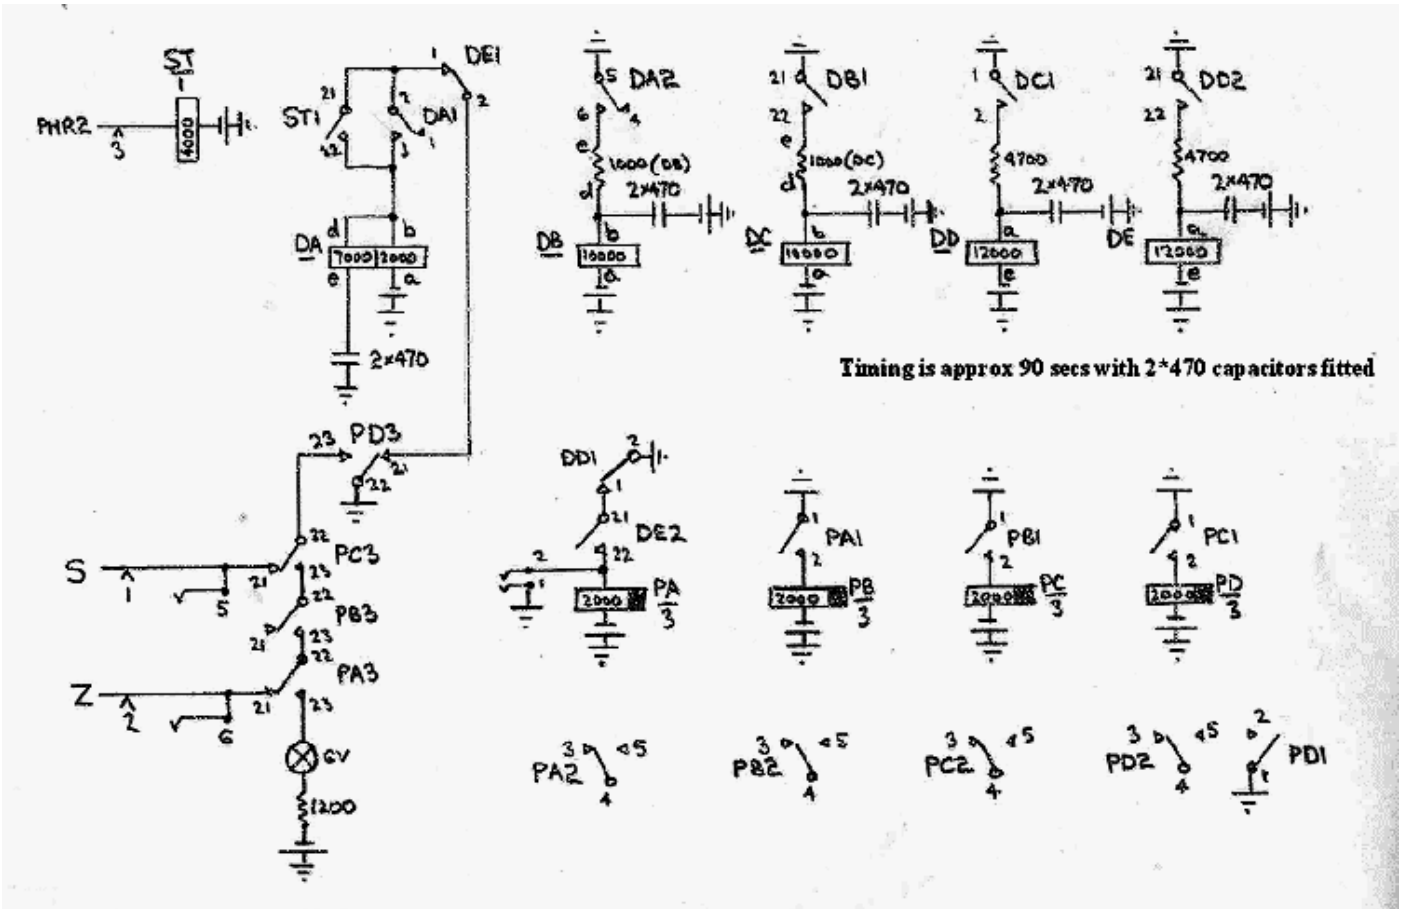 ST
1
PHR2
3
4000
ST1
21
22
2
DA1
1
3
1
DE1
2
DA
d
b
7000
2000
e
a
2×470
5
DA2
6
4
e
1000 (DB)
d
2×470
DB
b
10000
a
21
DB1
22
e
1000 (DC)
d
2×470
DC
b
10000
a
1
DC1
2
4700
2×470
DD
a
12000
e
21
DD2
22
4700
2×470
DE
a
12000
e
Timing is approx 90 secs with 2*470 capacitors fitted
23
PD3
21
22
S
1
5
21
22
PC3
23
22
PB3
21
23
22
Z
2
6
21
PA3
23
6V
1200
DD1
2
1
21
DE2
22
2
1
2000
PA
3
1
PA1
2
2000
PB
3
1
PB1
2
2000
PC
3
1
PC1
2
2000
PD
3
3
5
PA2
4
3
5
PB2
4
3
5
PC2
4
3
5
PD2
4
2
PD1
1